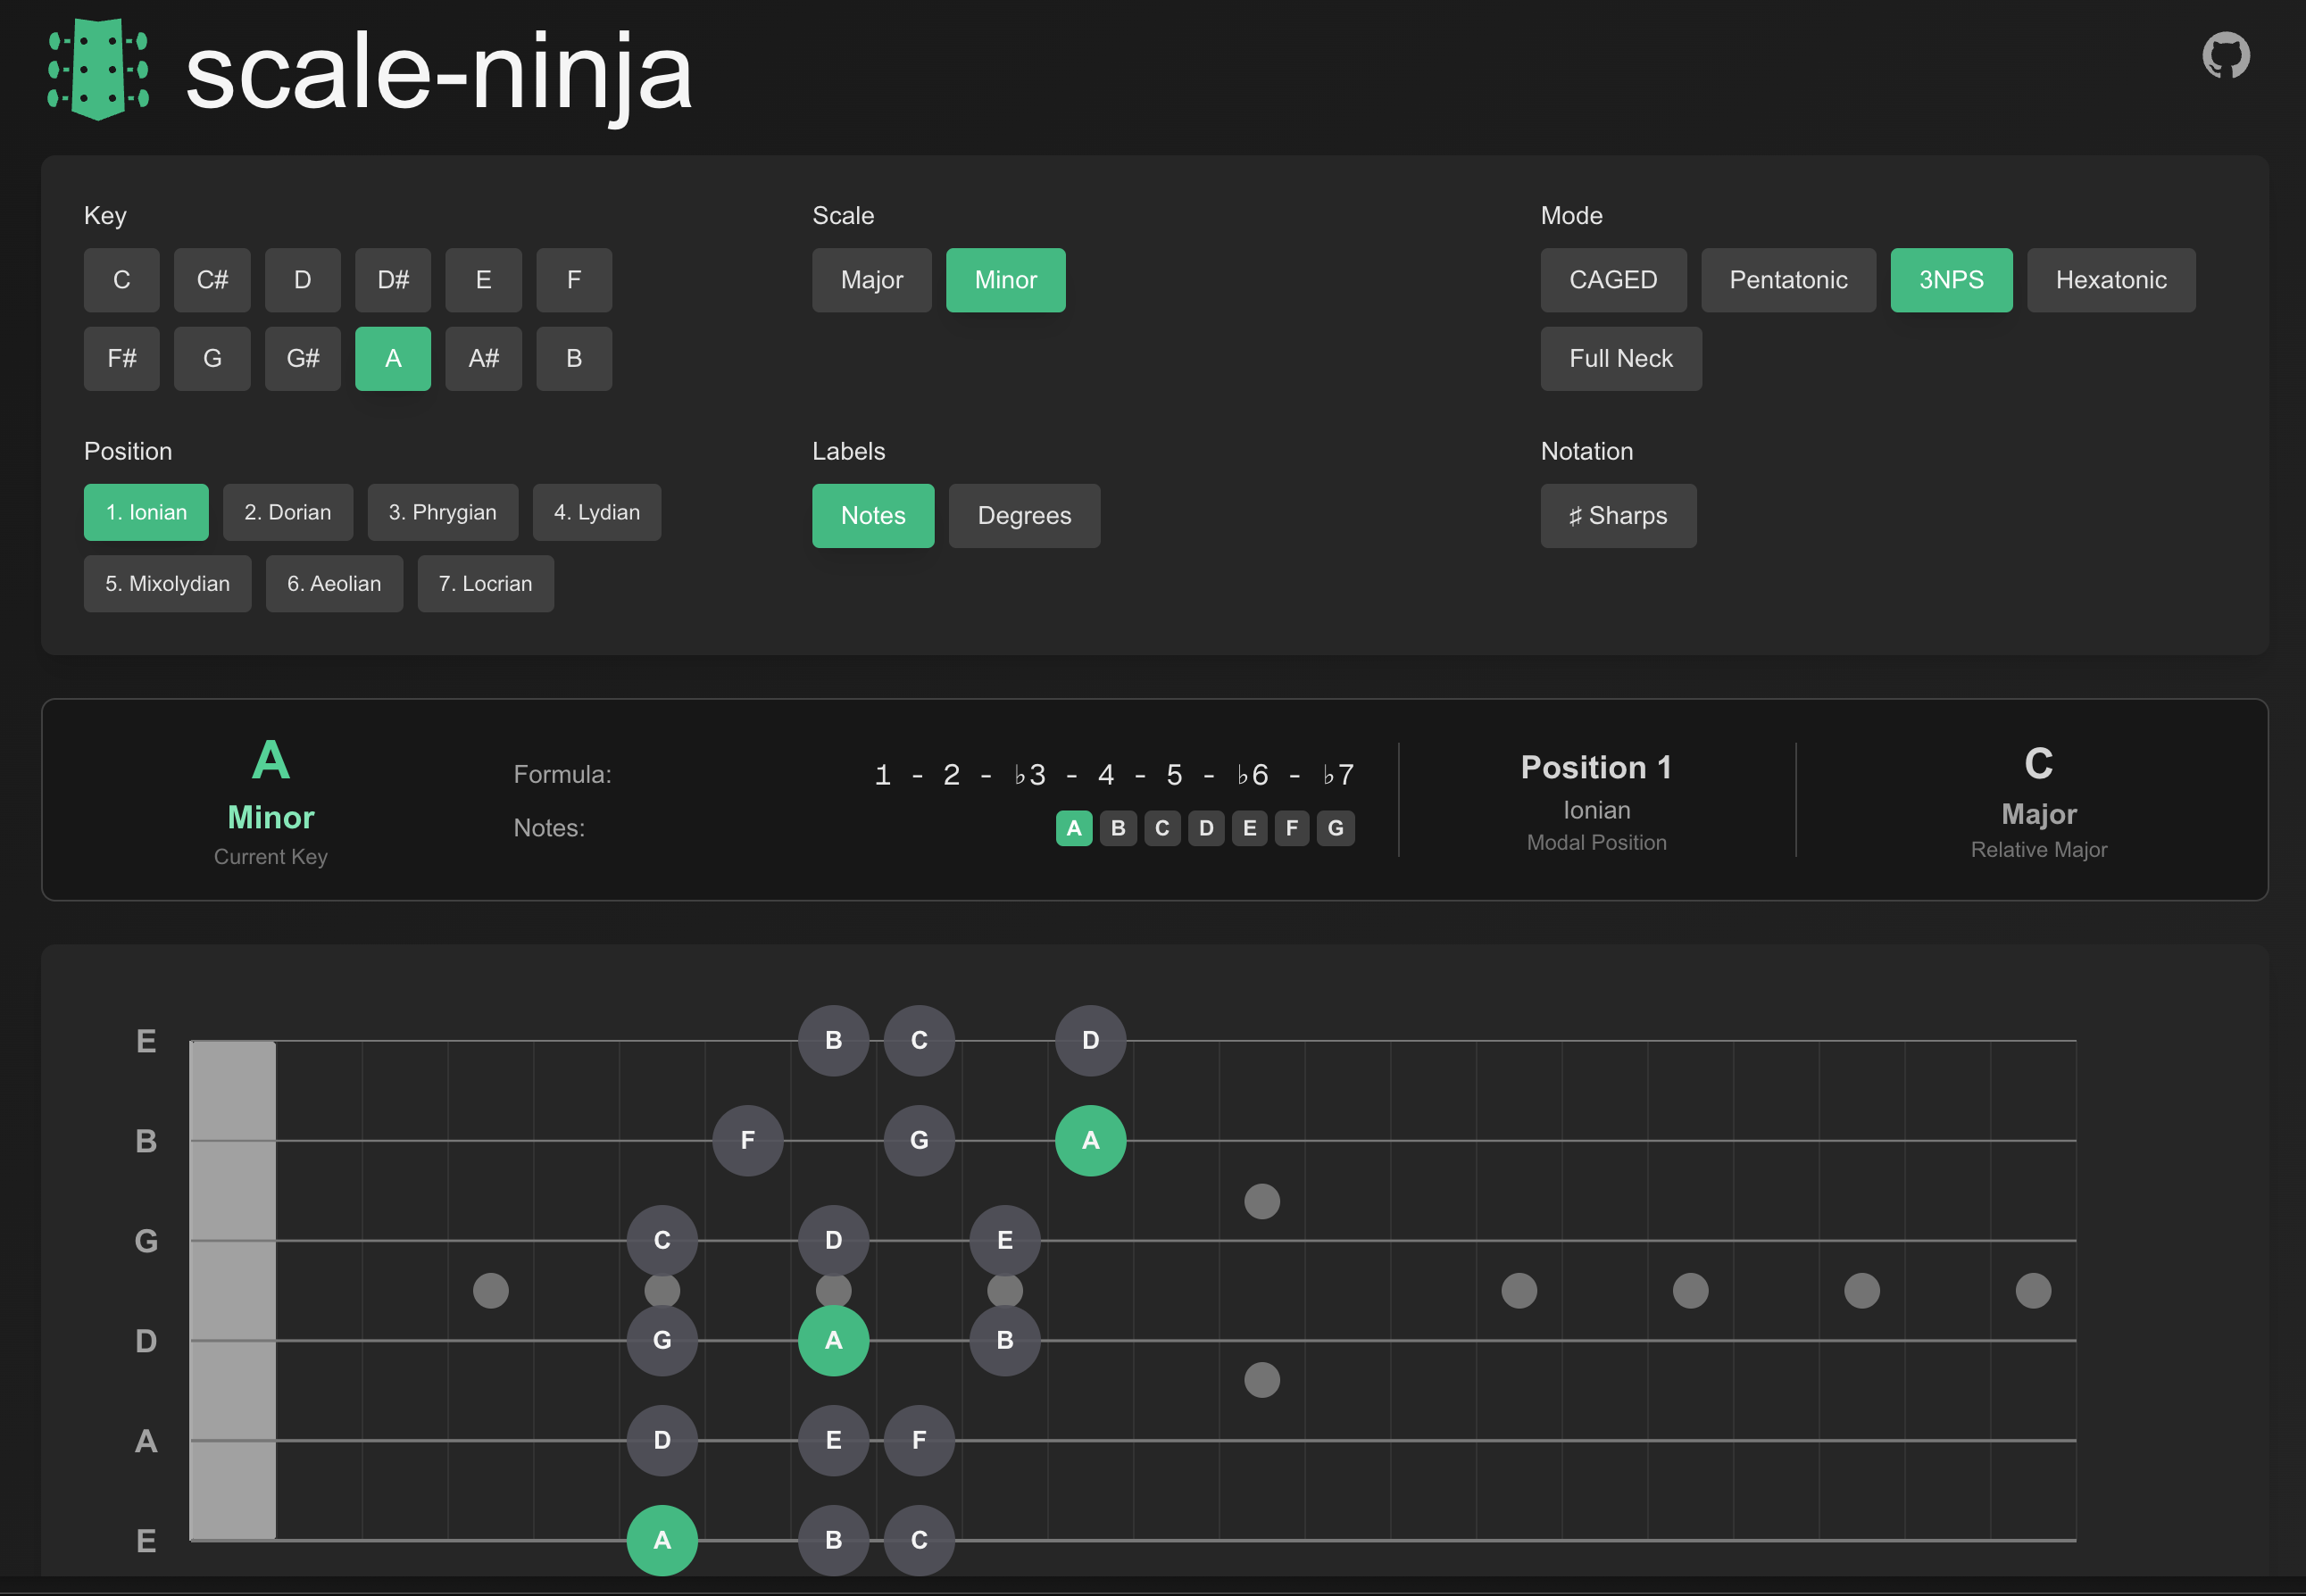 scale-ninja
Key
C C# D D# E F
F# G G# A A# B
Scale
Major Minor
Mode
CAGED Pentatonic 3NPS Hexatonic
Full Neck
Position
1. Ionian 2. Dorian 3. Phrygian 4. Lydian
5. Mixolydian 6. Aeolian 7. Locrian
Labels
Notes Degrees
Notation
♯ Sharps
A
Minor
Current Key
Formula: 1 - 2 - ♭3 - 4 - 5 - ♭6 - ♭7
Notes: A B C D E F G
Position 1
Ionian
Modal Position
C
Major
Relative Major
E B C D
B F G A
G C D E
D G A B
A D E F
E A B C